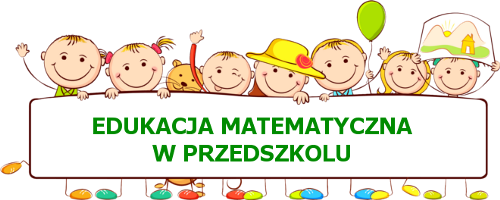 EDUKACJA MATEMATYCZNA
W PRZEDSZKOLU